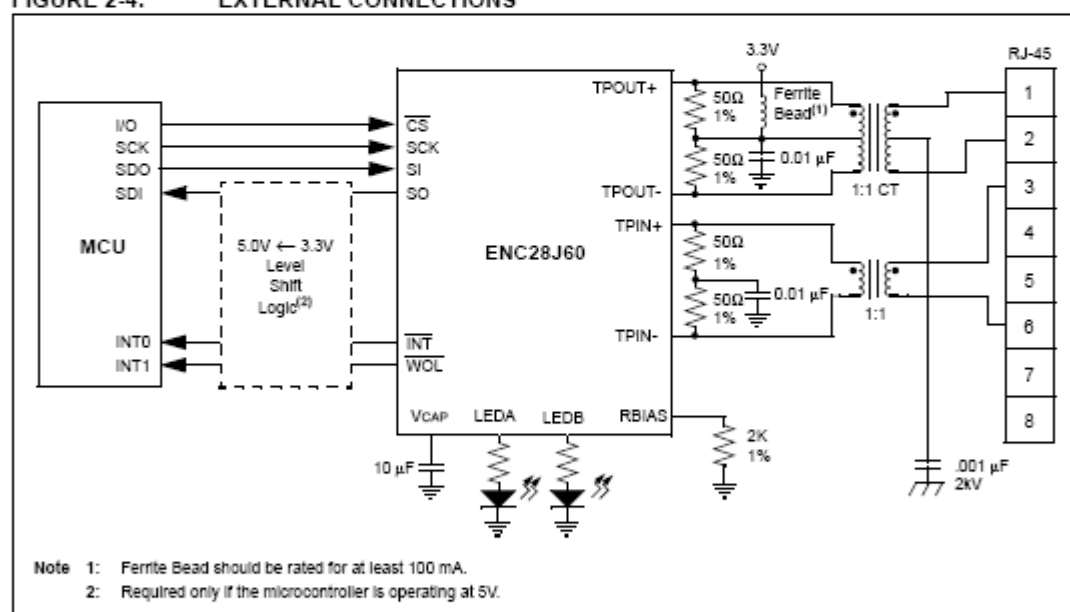 FIGURE 2-4: EXTERNAL CONNECTIONS
MCU
I/O
SCK
SDO
SDI
INT0
INT1
5.0V ← 3.3V
Level
Shift
Logic(2)
ENC28J60
CS
SCK
SI
SO
INT
WOL
VCAP
LEDA
LEDB
RBIAS
TPOUT+
TPOUT-
TPIN+
TPIN-
10 µF
2K
1%
3.3V
Ferrite
Bead(1)
50Ω
1%
50Ω
1%
0.01 µF
1:1 CT
50Ω
1%
50Ω
1%
0.01 µF
1:1
RJ-45
1
2
3
4
5
6
7
8
.001 µF
2kV
Note 1: Ferrite Bead should be rated for at least 100 mA.
2: Required only if the microcontroller is operating at 5V.